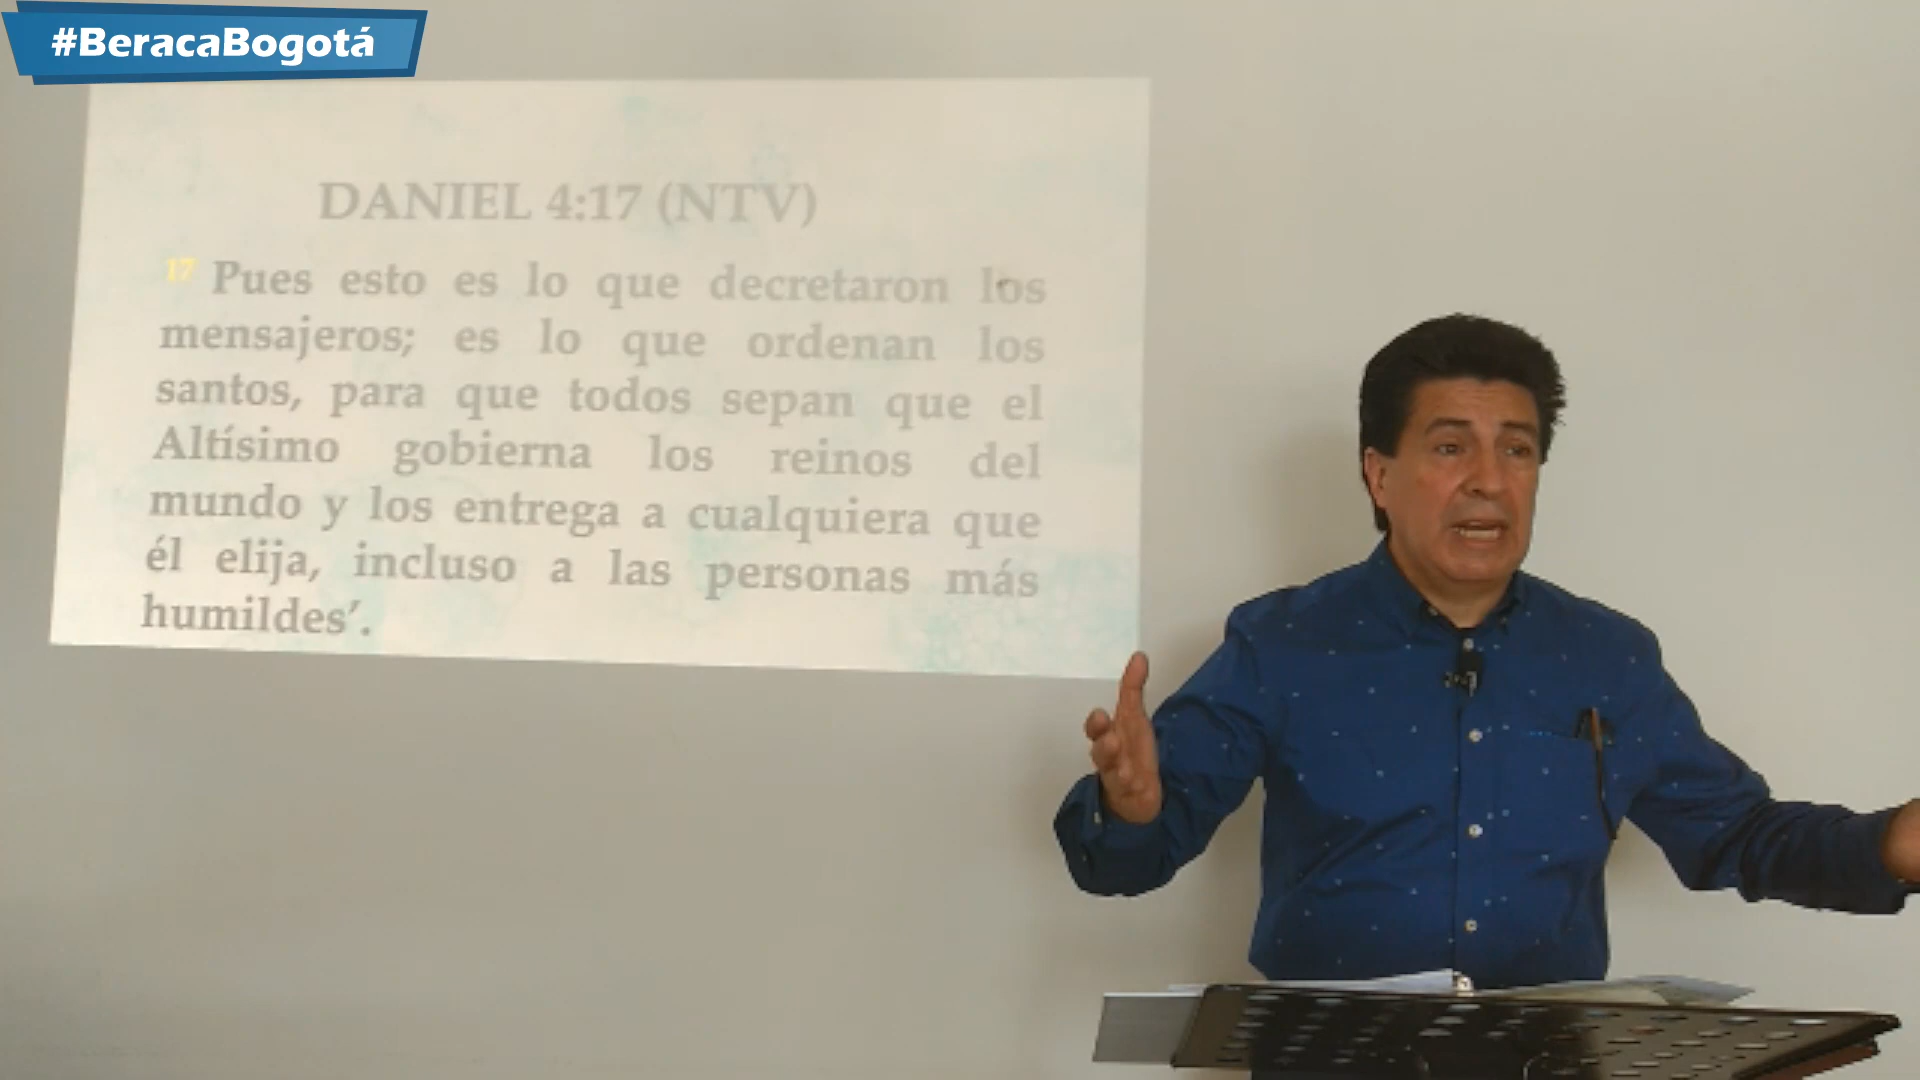 #BeracaBogotá
DANIEL 4:17 (NTV)
17 Pues esto es lo que decretaron los
mensajeros; es lo que ordenan los
santos, para que todos sepan que el
Altísimo gobierna los reinos del
mundo y los entrega a cualquiera que
él elija, incluso a las personas más
humildes’.